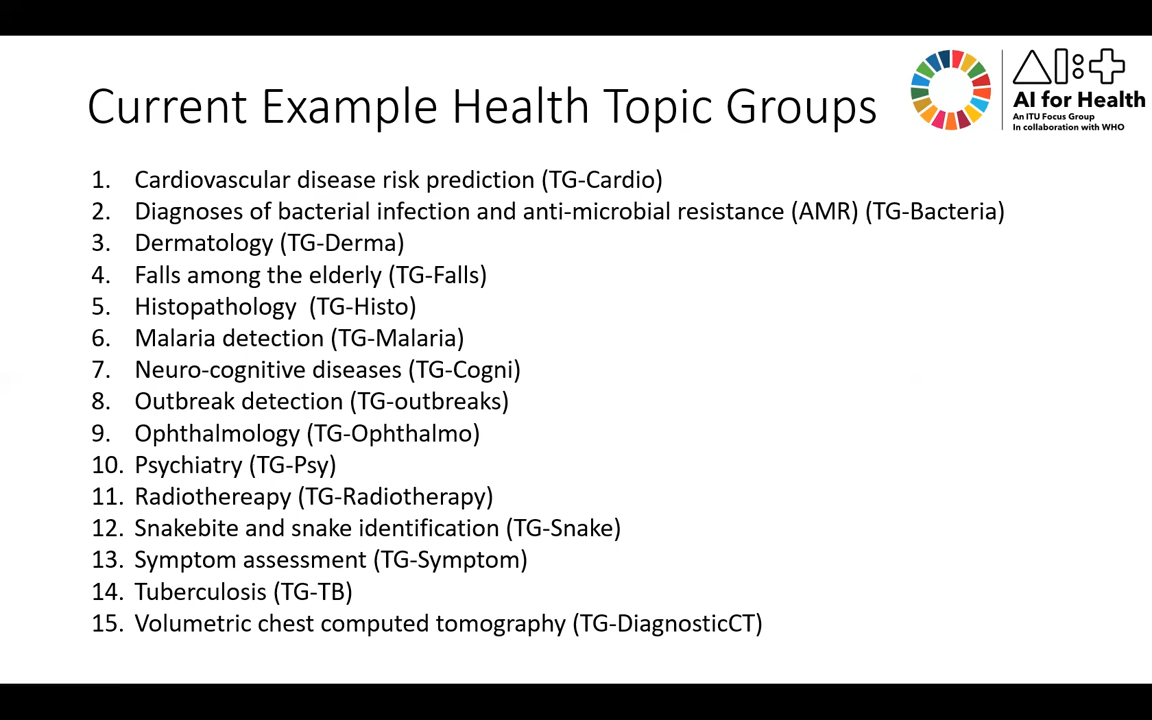 Current Example Health Topic Groups
AI for Health
An ITU Focus Group
In collaboration with WHO
1. Cardiovascular disease risk prediction (TG-Cardio)
2. Diagnoses of bacterial infection and anti-microbial resistance (AMR) (TG-Bacteria)
3. Dermatology (TG-Derma)
4. Falls among the elderly (TG-Falls)
5. Histopathology (TG-Histo)
6. Malaria detection (TG-Malaria)
7. Neuro-cognitive diseases (TG-Cogni)
8. Outbreak detection (TG-outbreaks)
9. Ophthalmology (TG-Ophthalmo)
10. Psychiatry (TG-Psy)
11. Radiothereapy (TG-Radiotherapy)
12. Snakebite and snake identification (TG-Snake)
13. Symptom assessment (TG-Symptom)
14. Tuberculosis (TG-TB)
15. Volumetric chest computed tomography (TG-DiagnosticCT)